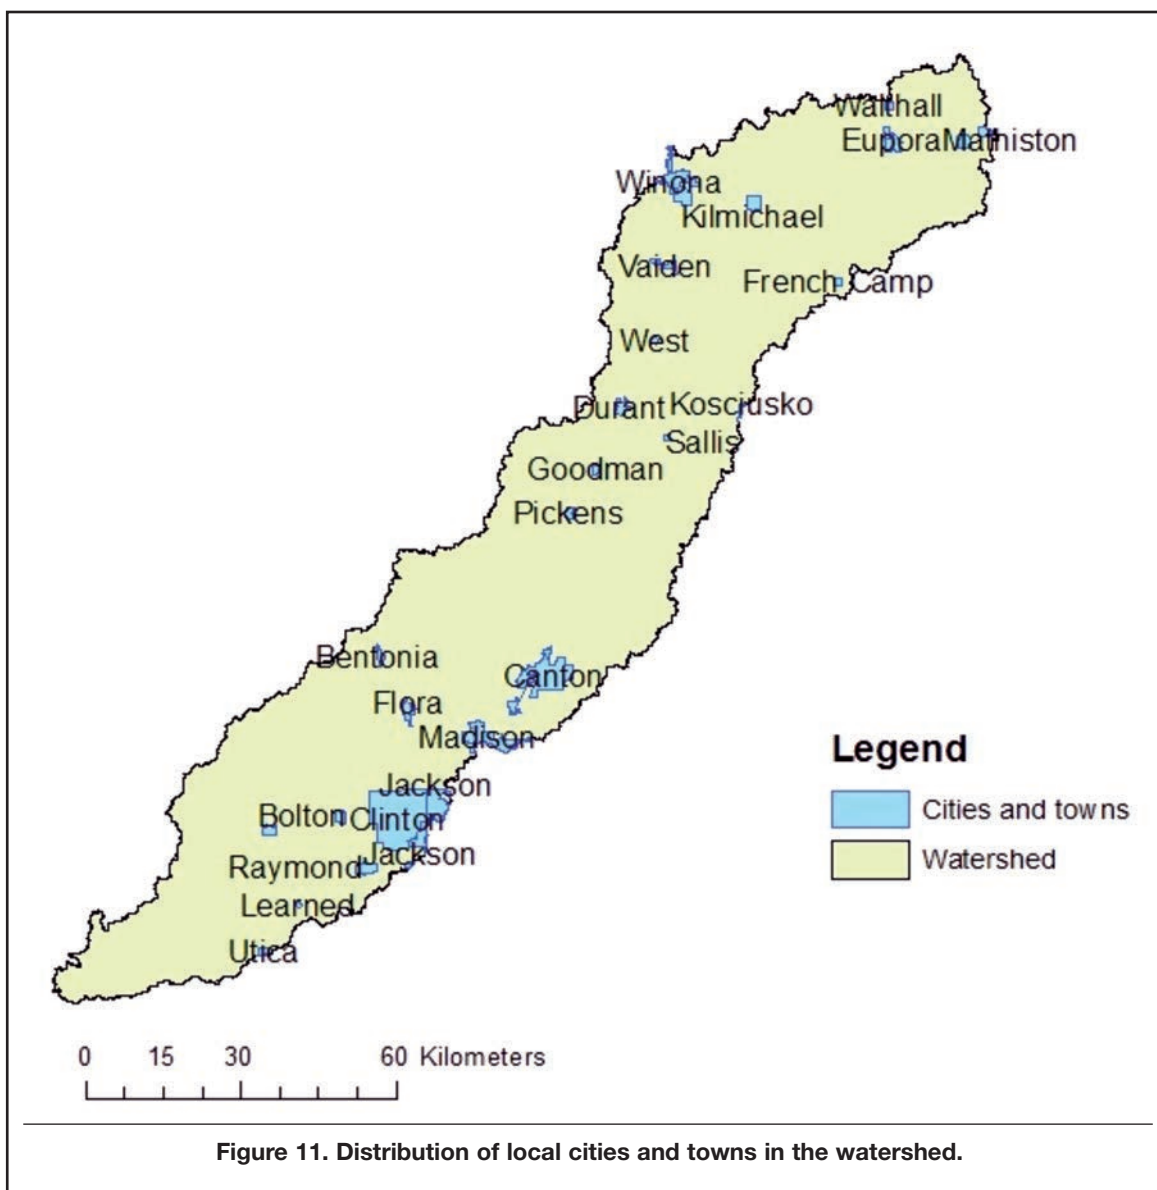 Walthall
Eupora Mathiston
Winona
Kilmichael
Vaiden
French Camp
West
Durant Kosciusko
Sallis
Goodman
Pickens
Bentonia
Canton
Flora
Madison
Jackson
Bolton Clinton
Jackson
Raymond
Learned
Utica
Legend
Cities and towns
Watershed
0 15 30 60 Kilometers
Figure 11. Distribution of local cities and towns in the watershed.